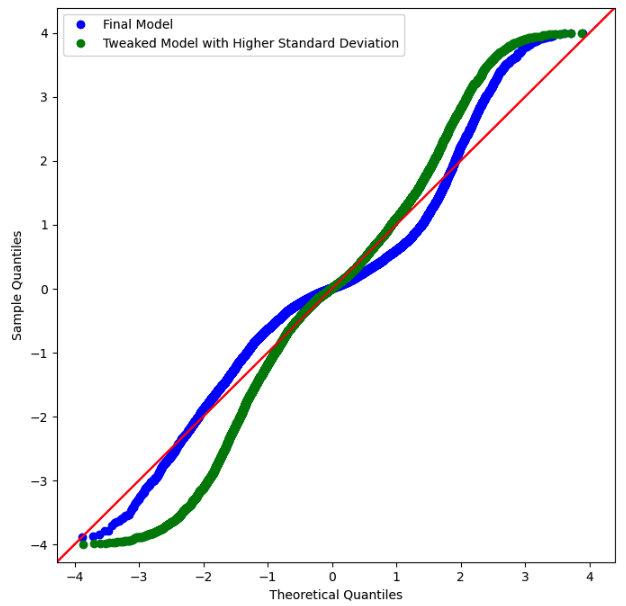 Final Model
Tweaked Model with Higher Standard Deviation
4
3
2
1
0
−1
−2
−3
−4
Sample Quantiles
−4 −3 −2 −1 0 1 2 3 4
Theoretical Quantiles